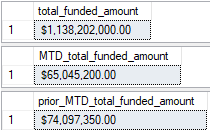 total_funded_amount
1 $1,138,202,000.00
MTD_total_funded_amount
1 $65,045,200.00
prior_MTD_total_funded_amount
1 $74,097,350.00